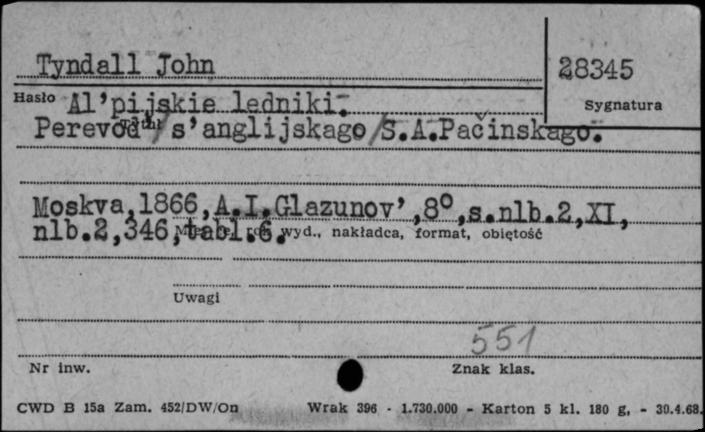 Tyndall John
28345
Hasło Al'pijskie ledniki.
Sygnatura
Perevod"/s'anglijskago/S.A.Pačinskago.
Moskva,1866,A.I.Glazunov',8°,s.nlb.2,XI,
nlb.2,346,tabl.6.
wyd., nakładca, format, objętość
Uwagi
551
Nr inw.
Znak klas.
CWD B 15a Zam. 452/DW/On Wrak 396 - 1.730.000 - Karton 5 kl. 180 g, - 30.4.68.